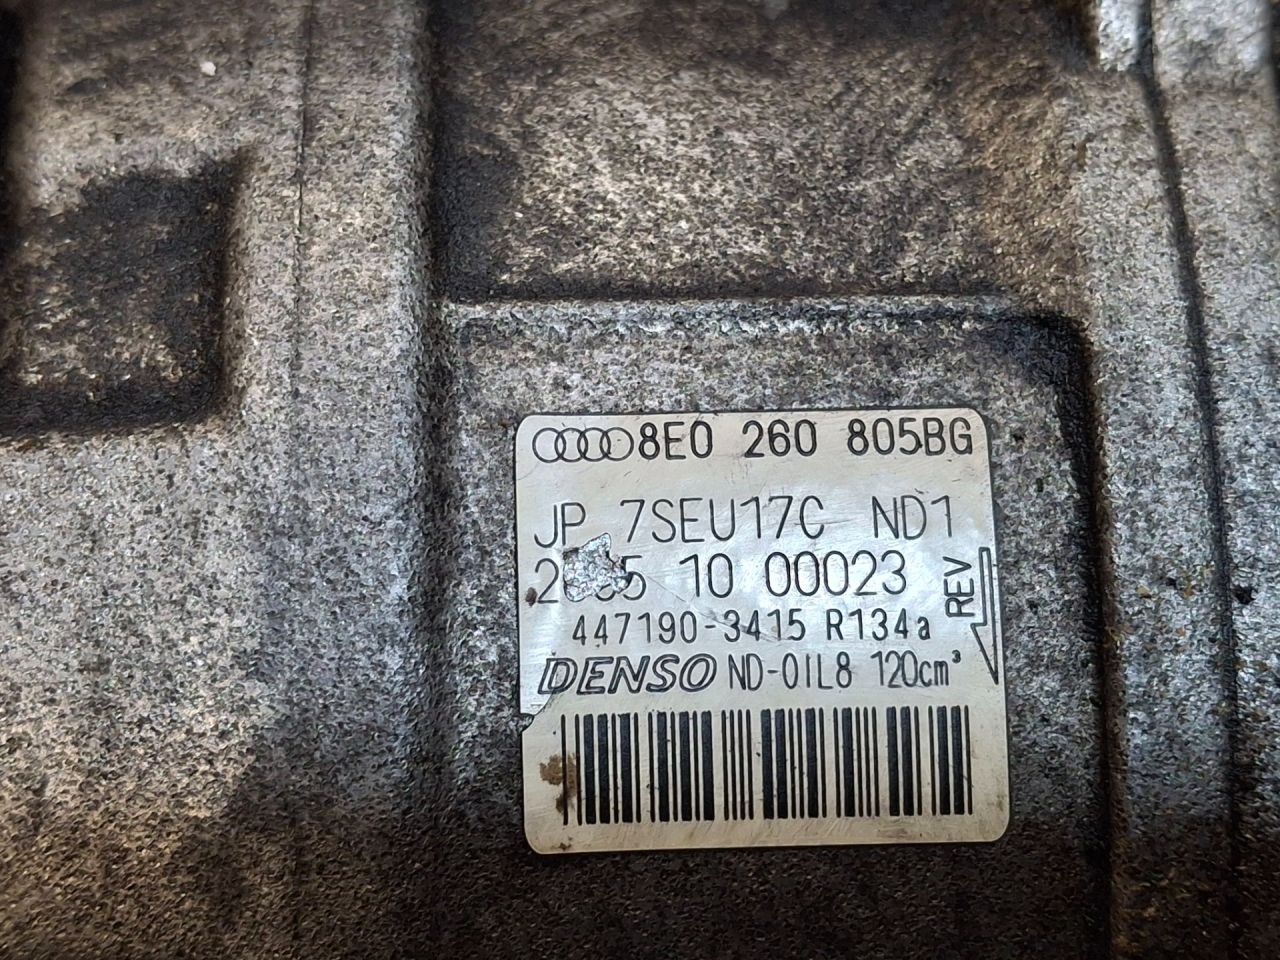 8E0 260 805BG
JP 7SEU17C ND1
10 00023
REV
447190-3415 R134a
DENSO ND-OIL8 120cm³